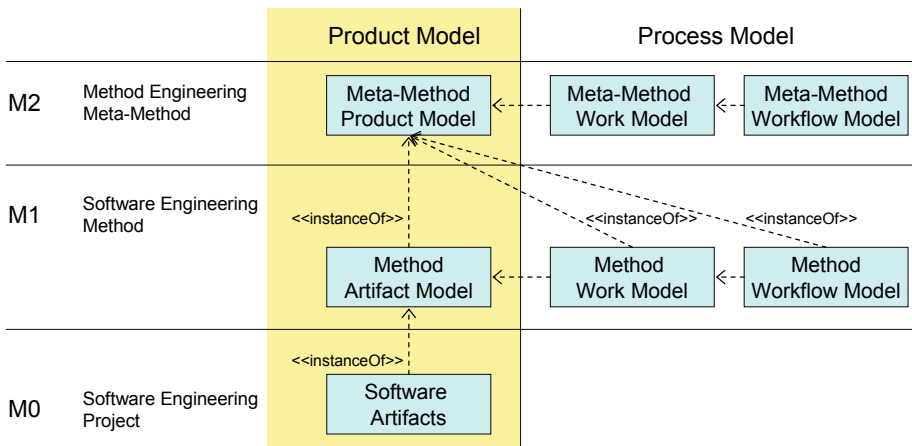 Product Model
Process Model
M2
Method Engineering
Meta-Method
Meta-Method
Product Model
Meta-Method
Work Model
Meta-Method
Workflow Model
M1
Software Engineering
Method
<<instanceOf>>
<<instanceOf>>
<<instanceOf>>
Method
Artifact Model
Method
Work Model
Method
Workflow Model
<<instanceOf>>
M0
Software Engineering
Project
Software
Artifacts